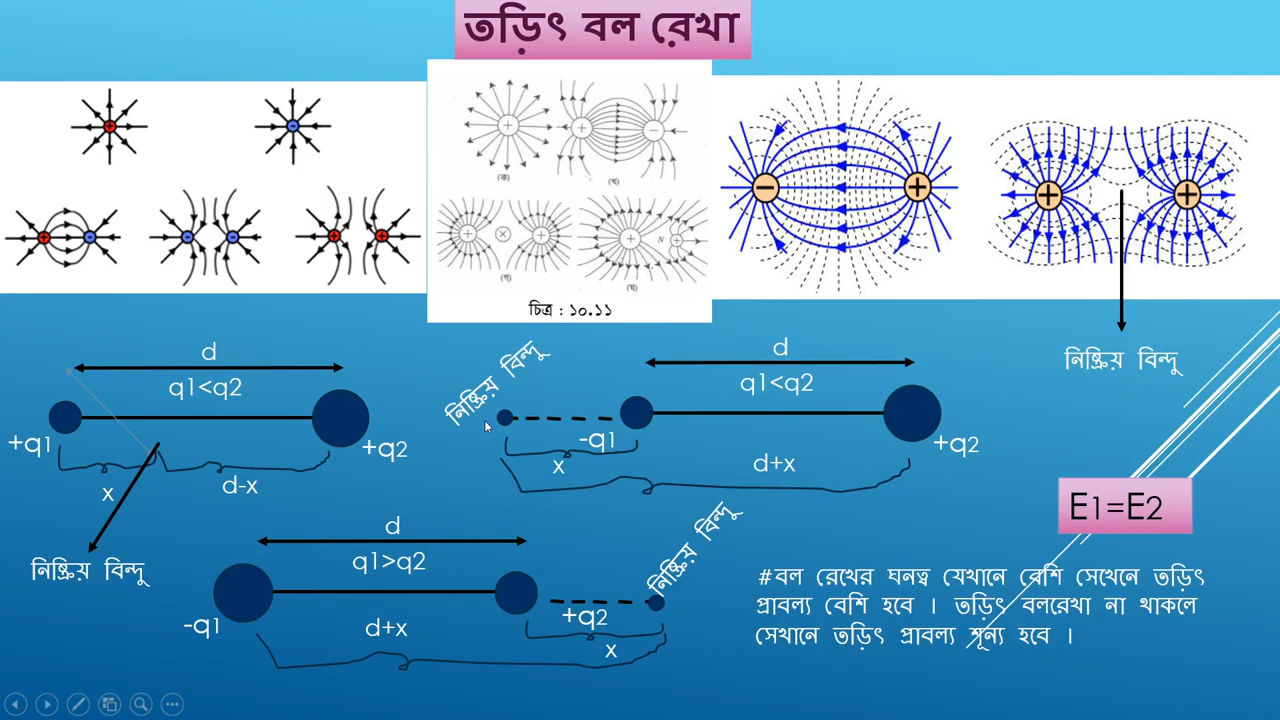 তড়িৎ বল রেখা
(ক)
(খ)
N
(গ)
(ঘ)
চিত্র : ১০.১১
নিষ্ক্রিয় বিন্দু
d
q1<q2
+q1
+q2
x
d-x
নিষ্ক্রিয় বিন্দু
নিষ্ক্রিয় বিন্দু
d
q1<q2
-q1
+q2
x
d+x
d
q1>q2
নিষ্ক্রিয় বিন্দু
-q1
+q2
d+x
x
E1=E2
#বল রেখের ঘনত্ব যেখানে বেশি সেখেনে তড়িৎ
প্রাবল্য বেশি হবে । তড়িৎ বলরেখা না থাকলে
সেখানে তড়িৎ প্রাবল্য শূন্য হবে ।